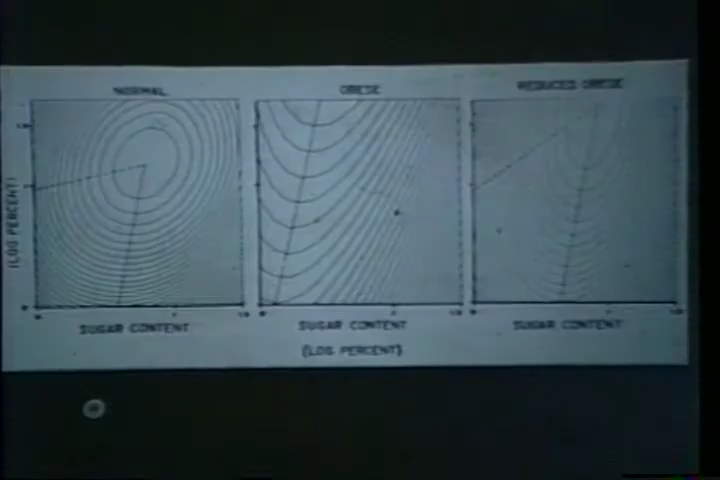 NORMAL
OBESE
REDUCED OBESE
(LOG PERCENT)
SUGAR CONTENT
SUGAR CONTENT
SUGAR CONTENT
(LOG PERCENT)